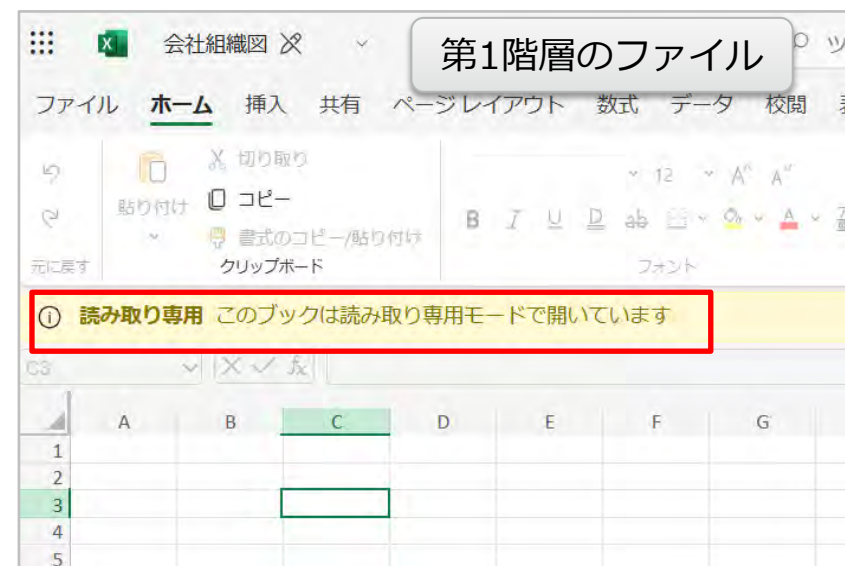 会社組織図
第1階層のファイル
ファイル ホーム 挿入 共有 ページ レイアウト 数式 データ 校閲
切り取り
貼り付け コピー
書式のコピー/貼り付け
元に戻す クリップボード
12 A A
B I U D ab A
フォント
読み取り専用 このブックは読み取り専用モードで開いています
C3 fx
A B C D E F G
1
2
3
4
5